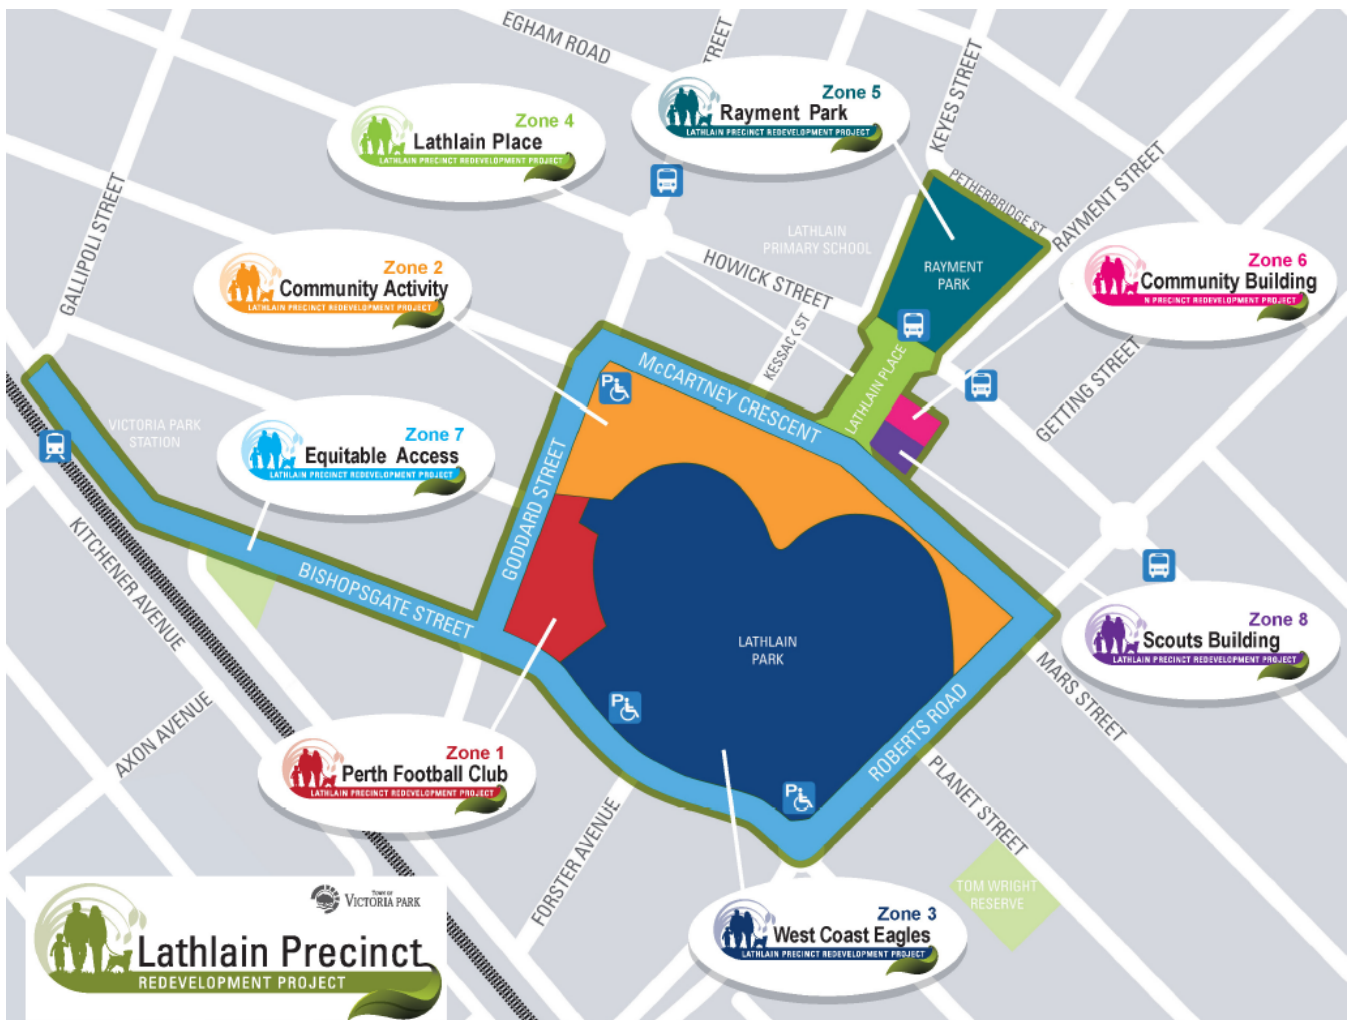 EGHAM ROAD
STREET
KEYES STREET
Zone 5
Rayment Park
LATHLAIN PRECINCT REDEVELOPMENT PROJECT
Zone 4
Lathlain Place
LATHLAIN PRECINCT REDEVELOPMENT PROJECT
PETHERBRIDGE ST
RAYMENT STREET
GALLIPOLI STREET
LATHLAIN
PRIMARY SCHOOL
HOWICK STREET
RAYMENT
PARK
Zone 2
Community Activity
LATHLAIN PRECINCT REDEVELOPMENT PROJECT
Zone 6
Community Building
N PRECINCT REDEVELOPMENT PROJECT
KESSACK ST
LATHLAIN PLACE
McCARTNEY CRESCENT
GETTING STREET
P
VICTORIA PARK
STATION
Zone 7
Equitable Access
LATHLAIN PRECINCT REDEVELOPMENT PROJECT
GODDARD STREET
KITCHENER AVENUE
BISHOPSGATE STREET
LATHLAIN
PARK
Zone 8
Scouts Building
LATHLAIN PRECINCT REDEVELOPMENT PROJECT
MARS STREET
P
AXON AVENUE
Zone 1
Perth Football Club
LATHLAIN PRECINCT REDEVELOPMENT PROJECT
ROBERTS ROAD
P
PLANET STREET
FORSTER AVENUE
TOM WRIGHT
RESERVE
Zone 3
West Coast Eagles
LATHLAIN PRECINCT REDEVELOPMENT PROJECT
TOWN OF
VICTORIA PARK
Lathlain Precinct
REDEVELOPMENT PROJECT